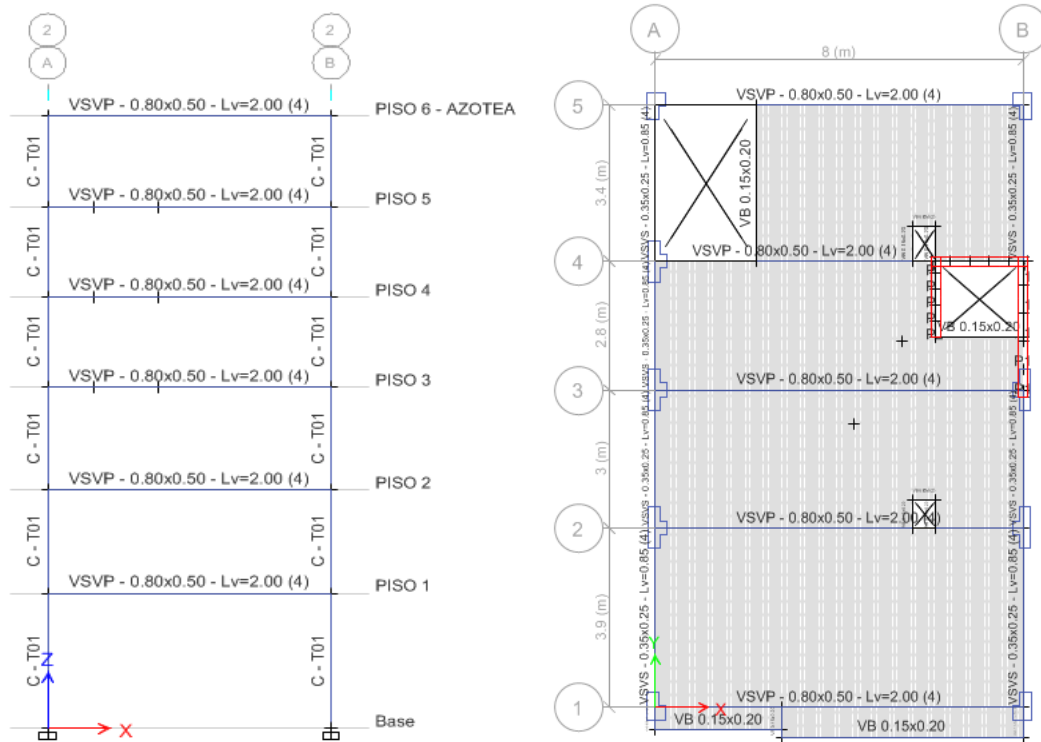 2
2
A
B
VSVP - 0.80x0.50 - Lv=2.00 (4)
PISO 6 - AZOTEA
C - T01
C - T01
VSVP - 0.80x0.50 - Lv=2.00 (4)
PISO 5
C - T01
C - T01
VSVP - 0.80x0.50 - Lv=2.00 (4)
PISO 4
C - T01
C - T01
VSVP - 0.80x0.50 - Lv=2.00 (4)
PISO 3
C - T01
C - T01
VSVP - 0.80x0.50 - Lv=2.00 (4)
PISO 2
C - T01
C - T01
VSVP - 0.80x0.50 - Lv=2.00 (4)
PISO 1
C - T01
C - T01
Z
X
Base
A
B
8 (m)
5
VSVP - 0.80x0.50 - Lv=2.00 (4)
3.4 (m)
VSVS - 0.35x0.25 - Lv=0.85 (4)
VB 0.15x0.20
VSVS - 0.35x0.25 - Lv=0.85 (4)
4
VSVP - 0.80x0.50 - Lv=2.00 (4)
2.8 (m)
VSVS - 0.35x0.25 - Lv=0.85 (4)
VB 0.15x0.20
P1
3
VSVP - 0.80x0.50 - Lv=2.00 (4)
3 (m)
VSVS - 0.35x0.25 - Lv=0.85 (4)
VSVS - 0.35x0.25 - Lv=0.85 (4)
2
VSVP - 0.80x0.50 - Lv=2.00 (4)
3.9 (m)
VSVS - 0.35x0.25 - Lv=0.85 (4)
VSVS - 0.35x0.25 - Lv=0.85 (4)
Y
1
VSVP - 0.80x0.50 - Lv=2.00 (4)
X
VB 0.15x0.20
VB 0.15x0.20